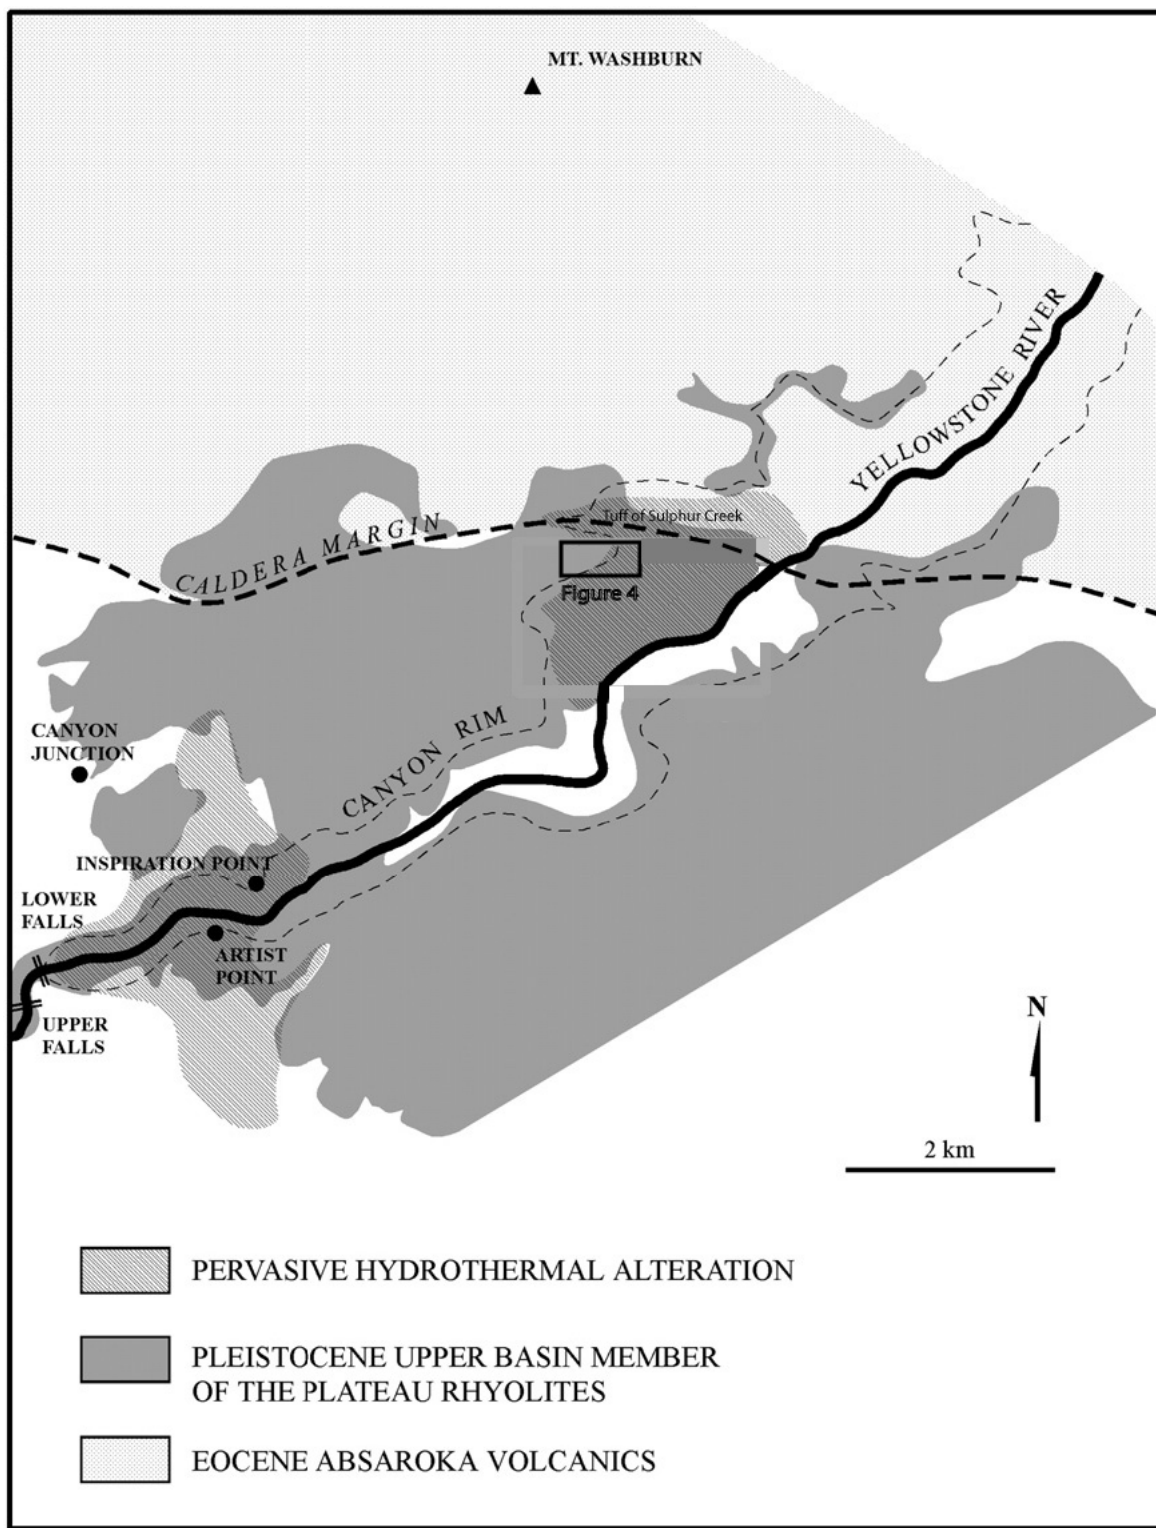 MT. WASHBURN
YELLOWSTONE RIVER
Tuff of Sulphur Creek
CALDERA MARGIN
Figure 4
CANYON RIM
CANYON
JUNCTION
INSPIRATION POINT
LOWER
FALLS
ARTIST
POINT
UPPER
FALLS
N
2 km
PERVASIVE HYDROTHERMAL ALTERATION
PLEISTOCENE UPPER BASIN MEMBER
OF THE PLATEAU RHYOLITES
EOCENE ABSAROKA VOLCANICS